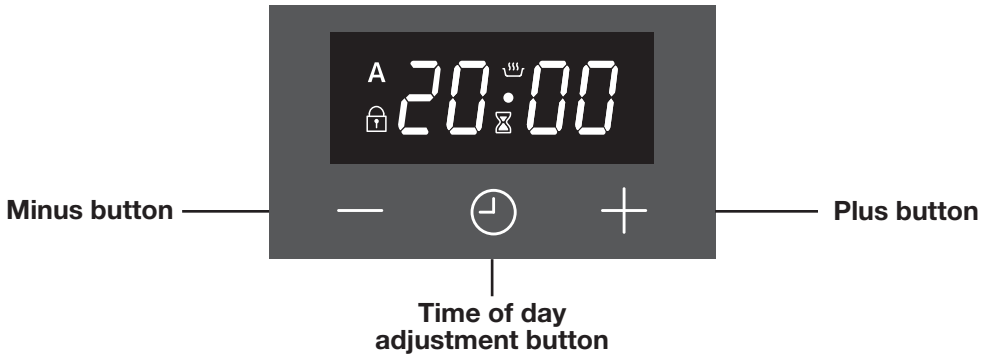 A 20:00
Minus button
Plus button
Time of day
adjustment button